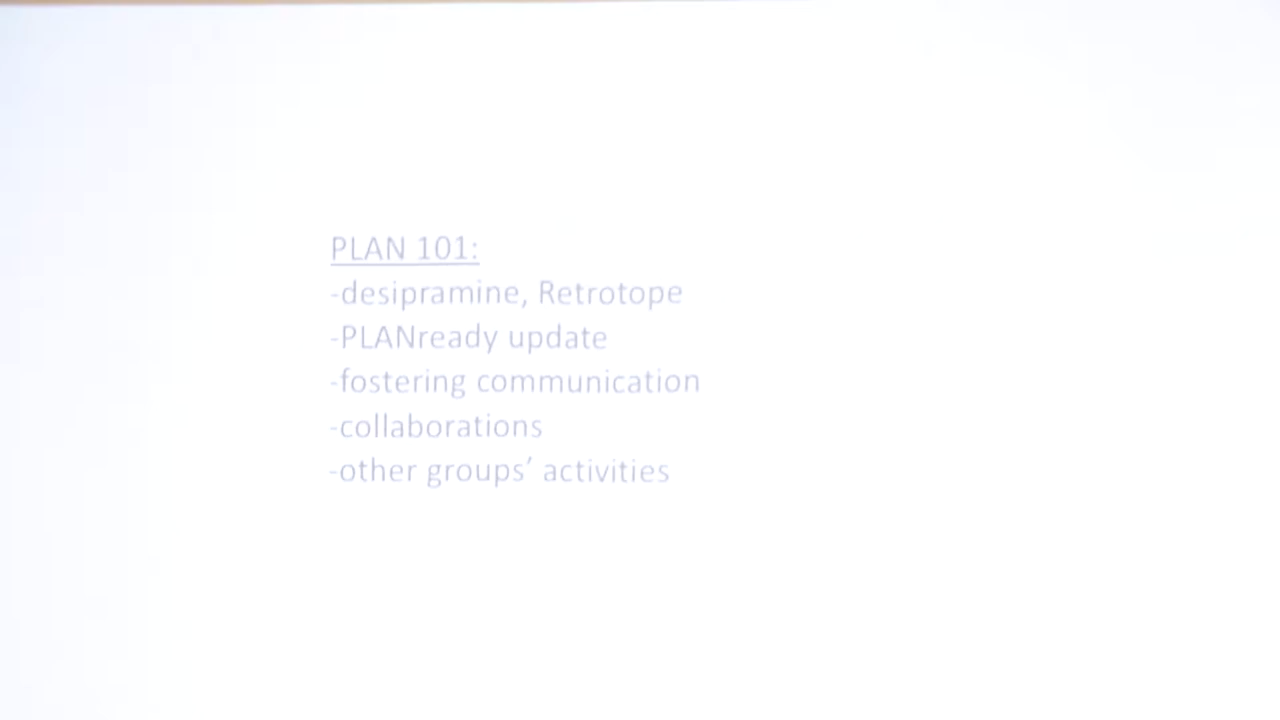 PLAN 101:
-desipramine, Retrotope
-PLANready update
-fostering communication
-collaborations
-other groups’ activities